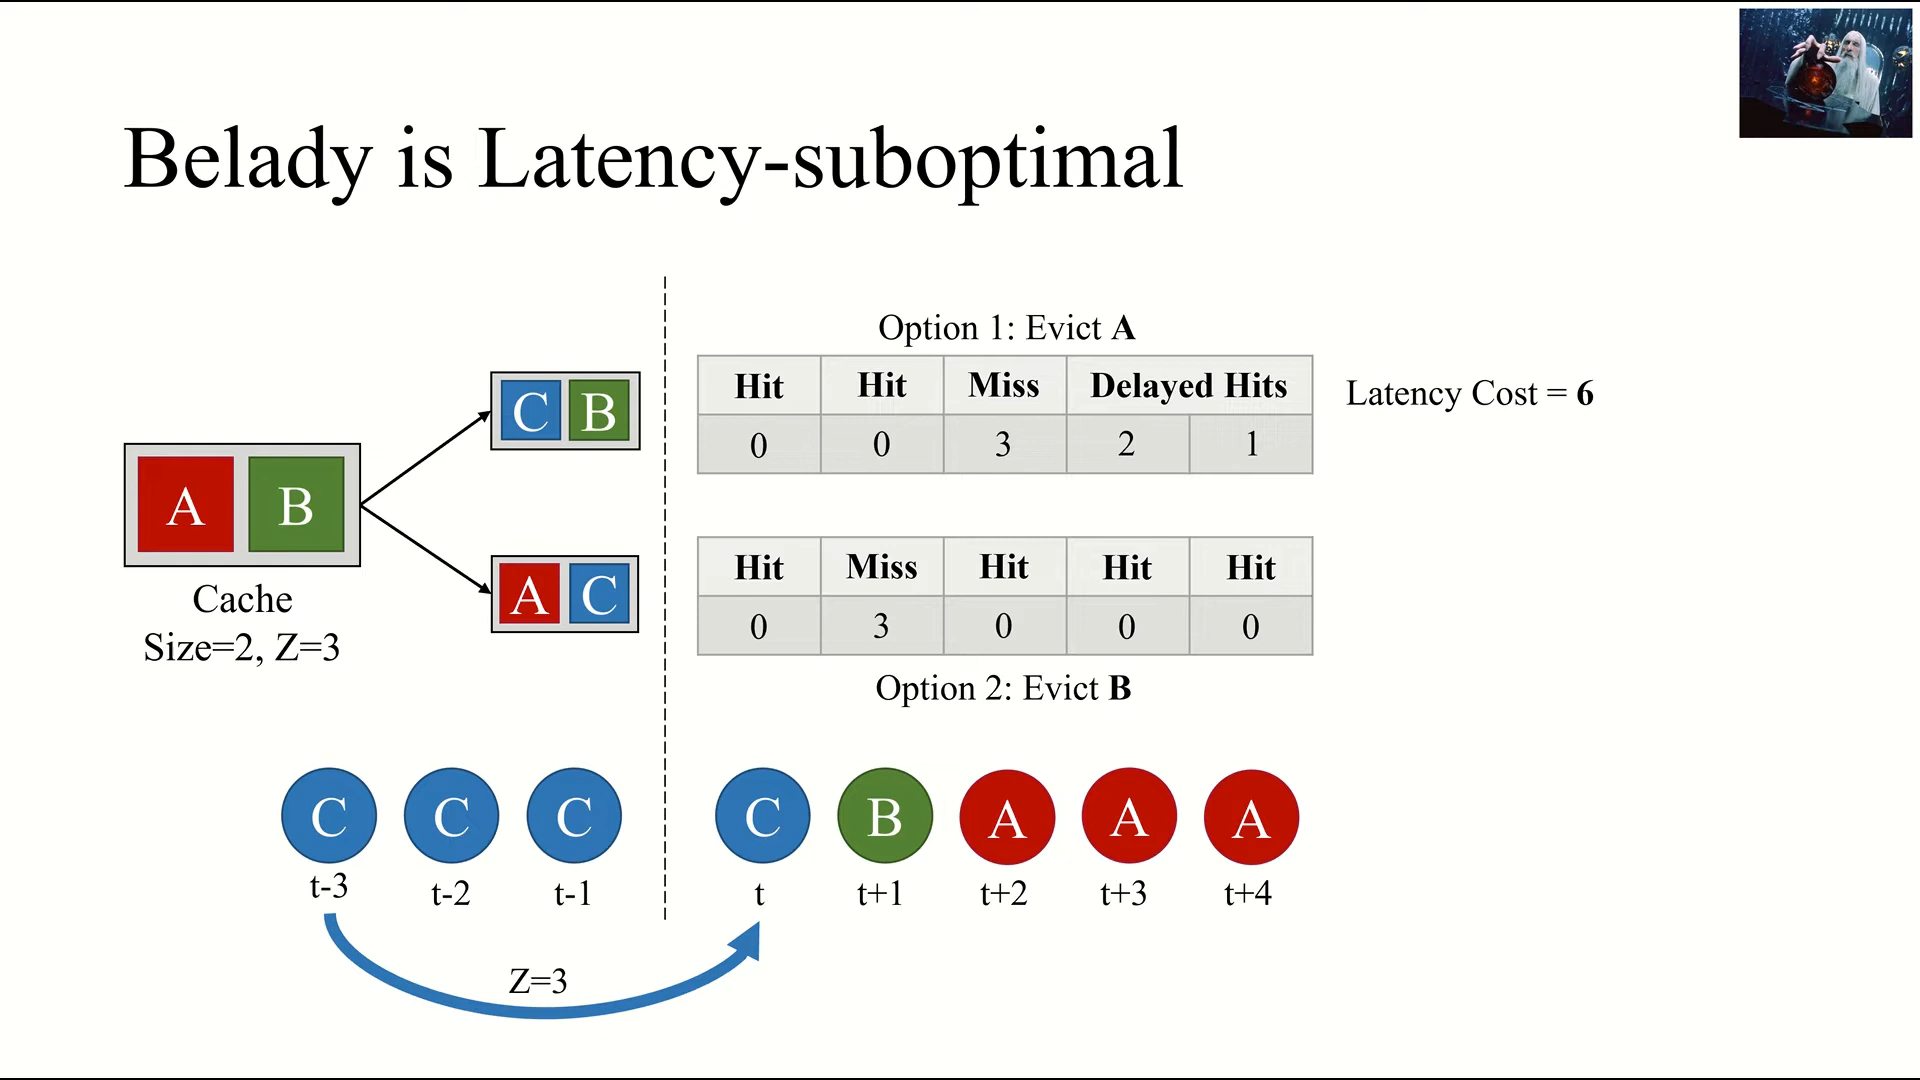 Belady is Latency-suboptimal
Option 1: Evict A
Hit Hit Miss Delayed Hits
0 0 3 2 1
Latency Cost = 6
C B
A B
A C
Cache
Size=2, Z=3
Hit Miss Hit Hit Hit
0 3 0 0 0
Option 2: Evict B
C C C C B A A A
t-3 t-2 t-1 t t+1 t+2 t+3 t+4
Z=3